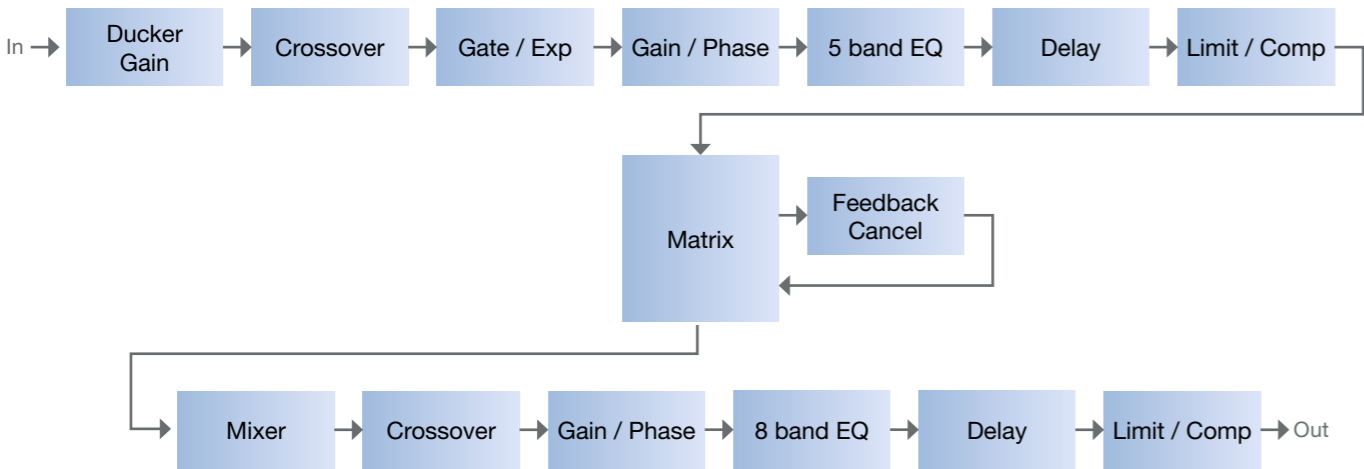 In
Ducker
Gain
Crossover
Gate / Exp
Gain / Phase
5 band EQ
Delay
Limit / Comp
Matrix
Feedback
Cancel
Mixer
Crossover
Gain / Phase
8 band EQ
Delay
Limit / Comp
Out